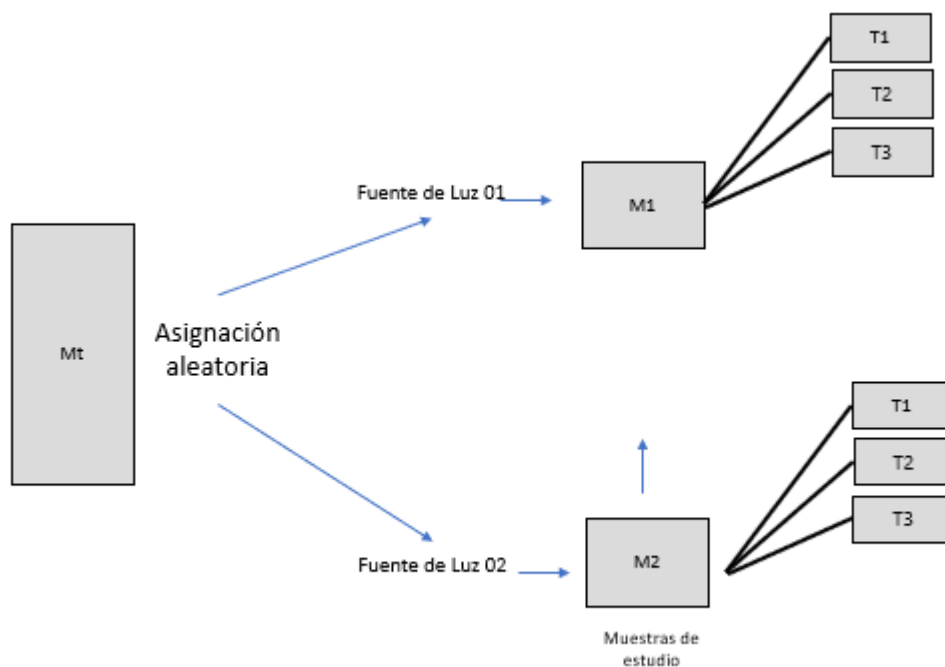 T1
T2
T3
Fuente de Luz 01
M1
Mt
Asignación
aleatoria
T1
T2
T3
Fuente de Luz 02
M2
Muestras de
estudio